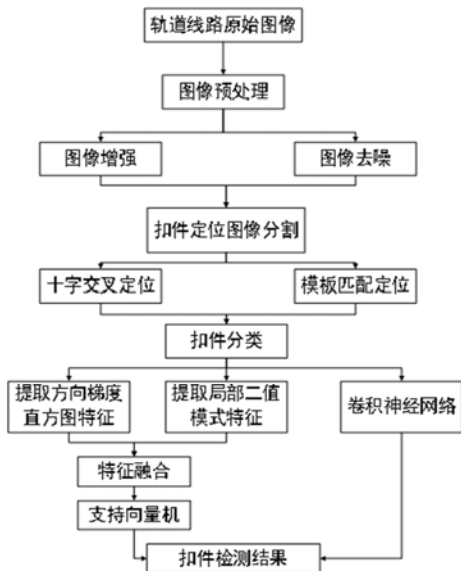 轨道线路原始图像
图像预处理
图像增强
图像去噪
扣件定位图像分割
十字交叉定位
模板匹配定位
扣件分类
提取方向梯度
直方图特征
提取局部二值
模式特征
卷积神经网络
特征融合
支持向量机
扣件检测结果